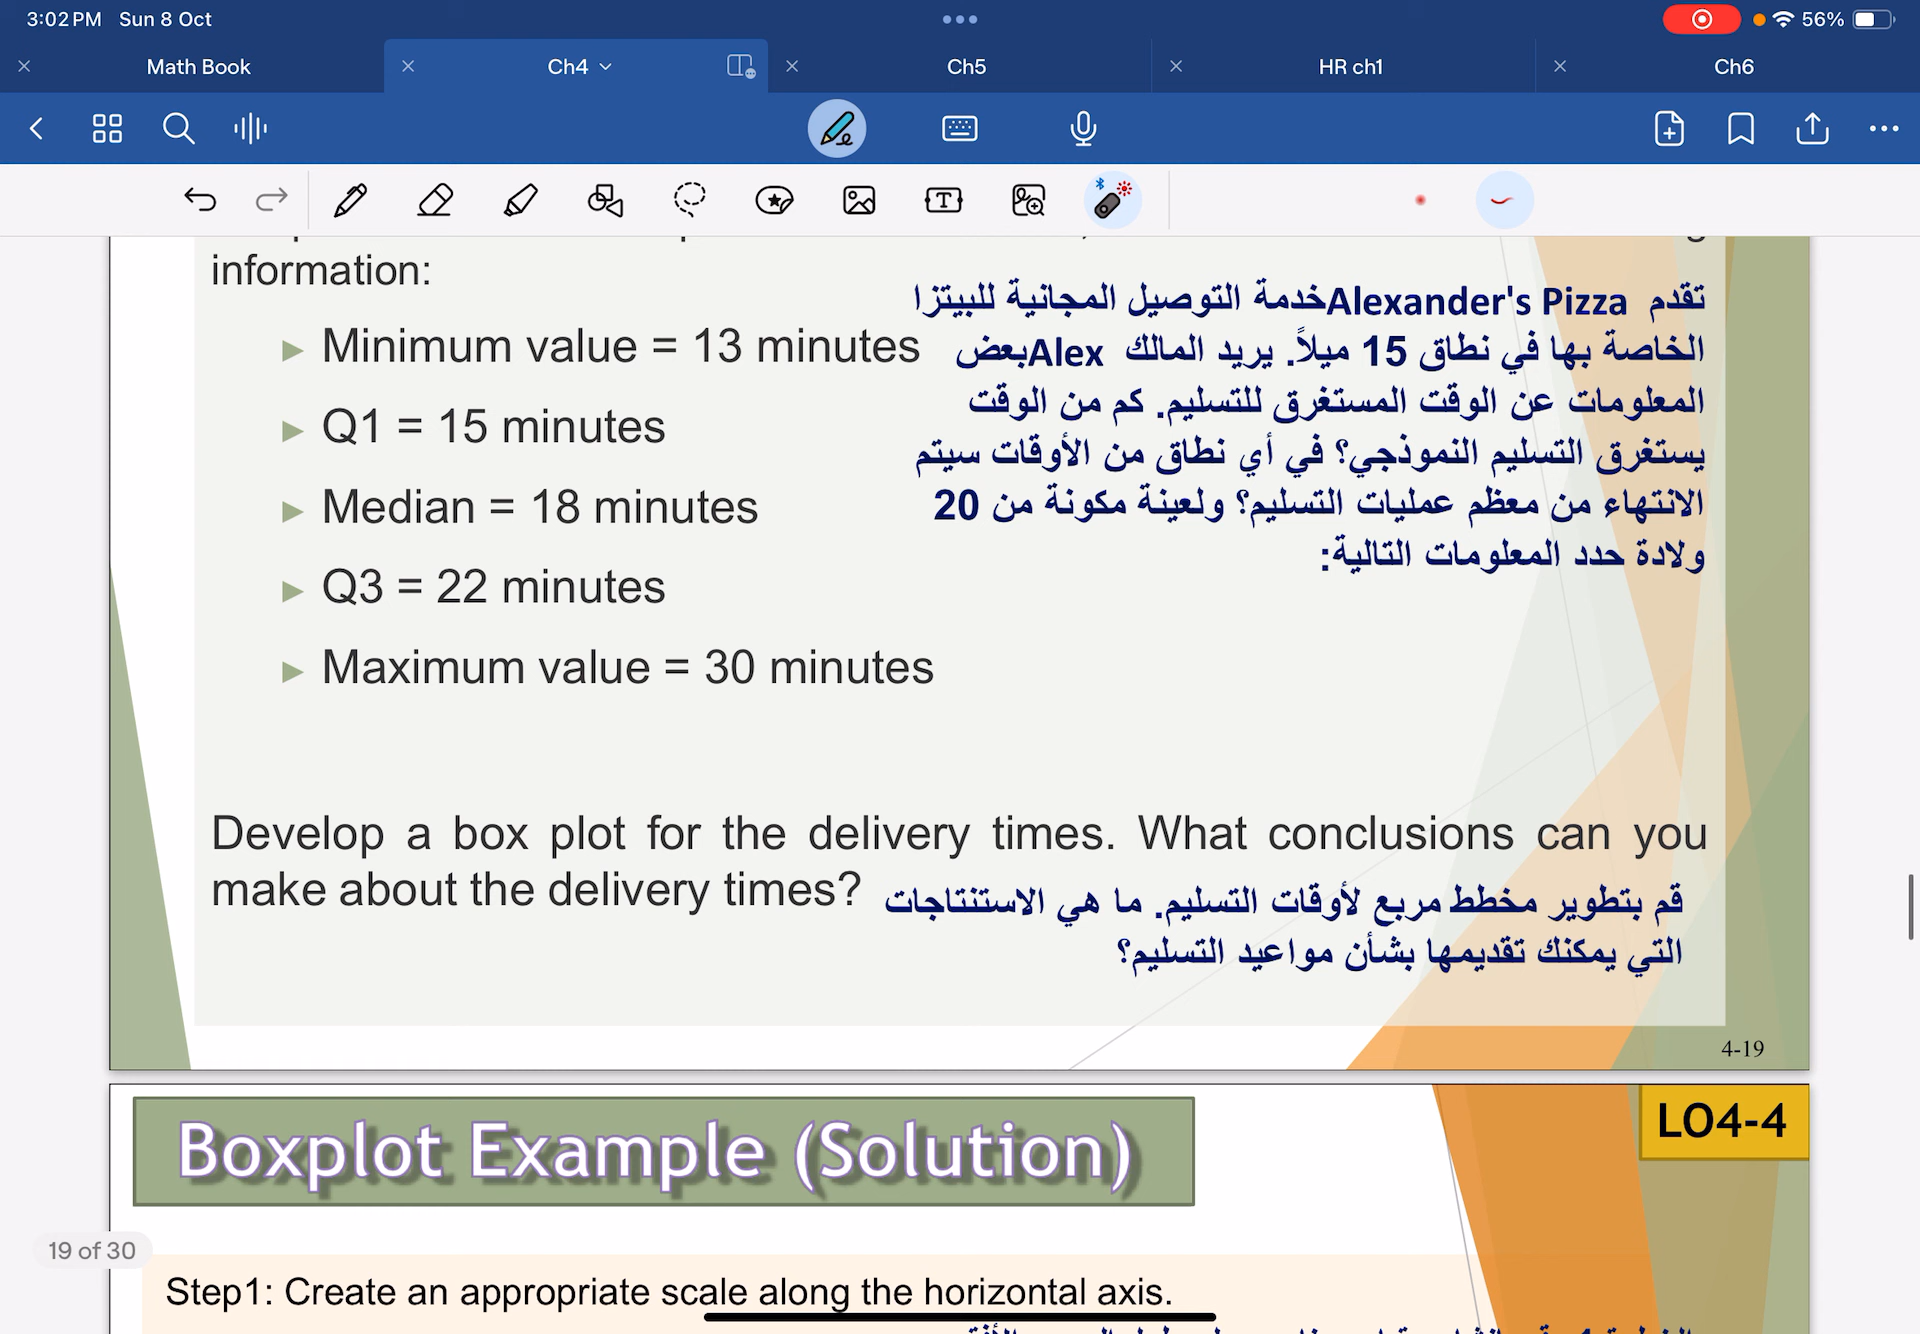 3:02 PM Sun 8 Oct
56%
Math Book
Ch4
Ch5
HR ch1
Ch6
information:
Minimum value = 13 minutes
Q1 = 15 minutes
Median = 18 minutes
Q3 = 22 minutes
Maximum value = 30 minutes
تقدم Alexander's Pizzaخدمة التوصيل المجانية للبيتزا
الخاصة بها في نطاق 15 ميلاً. يريد المالك Alexبعض
المعلومات عن الوقت المستغرق للتسليم. كم من الوقت
يستغرق التسليم النموذجي؟ في أي نطاق من الأوقات سيتم
الانتهاء من معظم عمليات التسليم؟ ولعينة مكونة من 20
ولادة حدد المعلومات التالية:
Develop a box plot for the delivery times. What conclusions can you
make about the delivery times?
قم بتطوير مخطط مربع لأوقات التسليم. ما هي الاستنتاجات
التي يمكنك تقديمها بشأن مواعيد التسليم؟
4-19
LO4-4
Boxplot Example (Solution)
19 of 30
Step1: Create an appropriate scale along the horizontal axis.